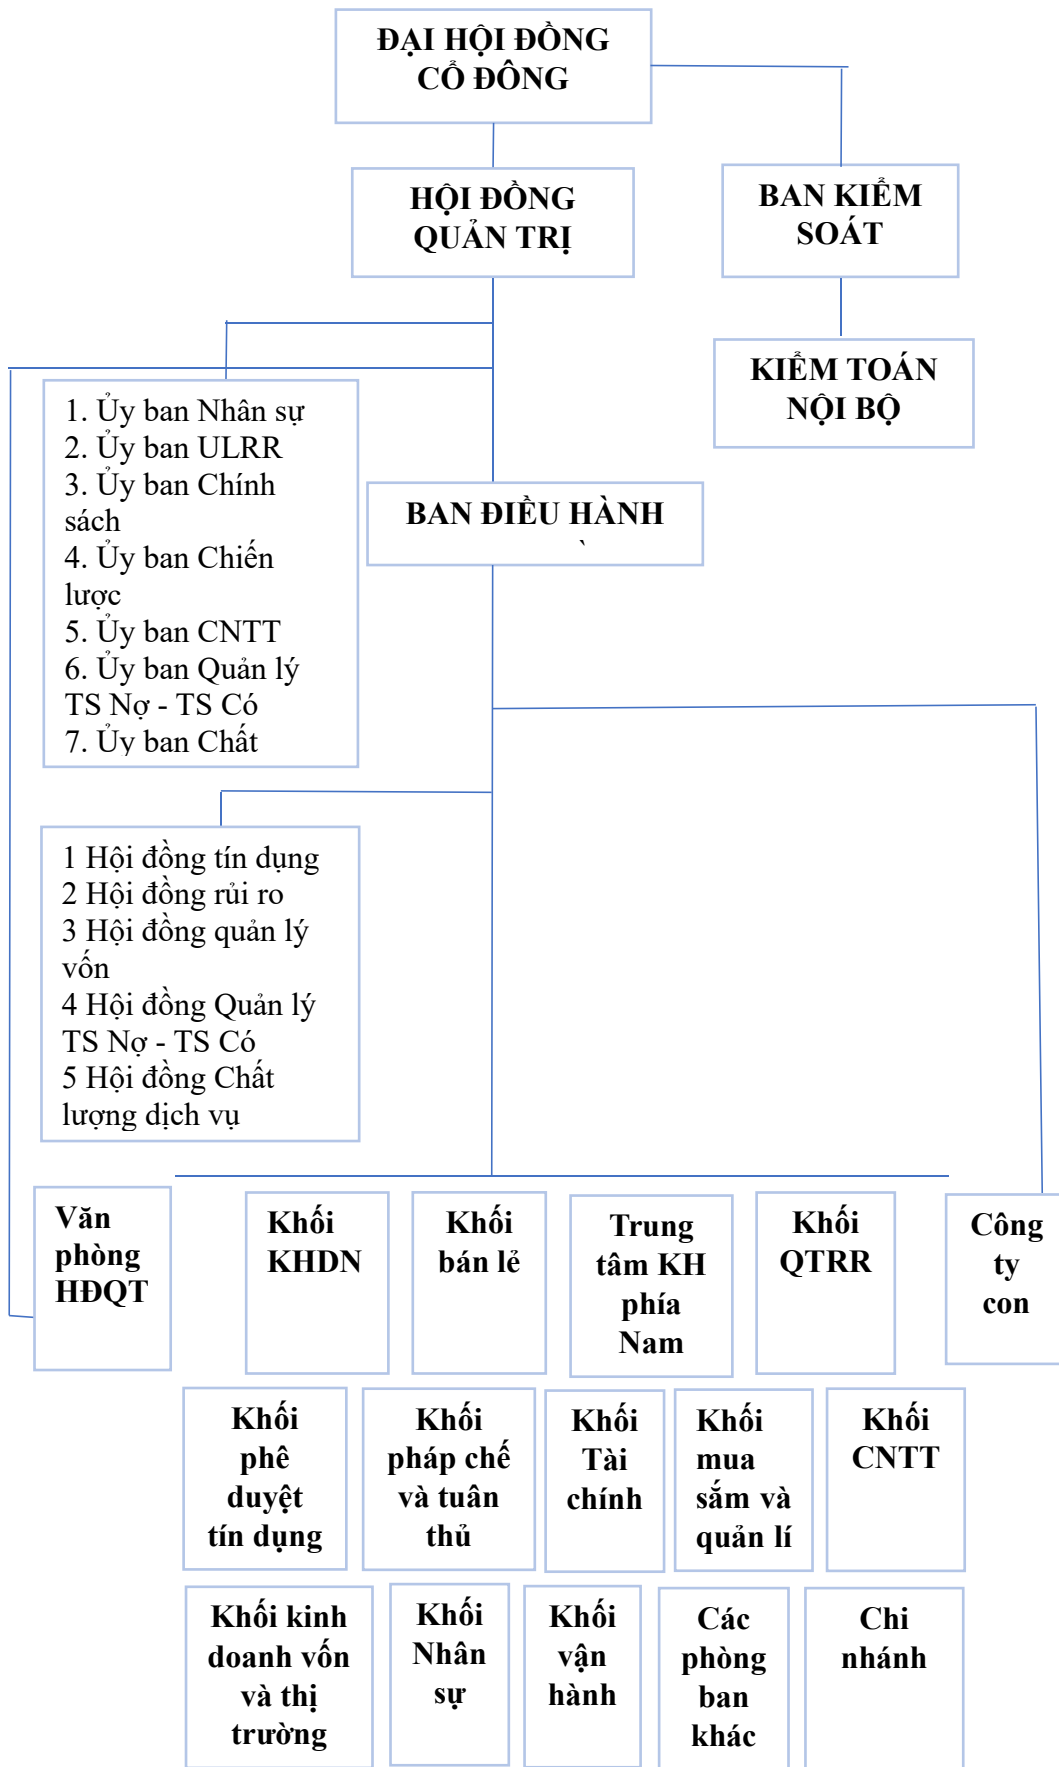 ĐẠI HỘI ĐỒNG
CỔ ĐÔNG
HỘI ĐỒNG
QUẢN TRỊ
BAN KIỂM
SOÁT
KIỂM TOÁN
NỘI BỘ
1. Ủy ban Nhân sự
2. Ủy ban ULRR
3. Ủy ban Chính
sách
4. Ủy ban Chiến
lược
5. Ủy ban CNTT
6. Ủy ban Quản lý
TS Nợ - TS Có
7. Ủy ban Chất
BAN ĐIỀU HÀNH
1 Hội đồng tín dụng
2 Hội đồng rủi ro
3 Hội đồng quản lý
vốn
4 Hội đồng Quản lý
TS Nợ - TS Có
5 Hội đồng Chất
lượng dịch vụ
Văn
phòng
HĐQT
Khối
KHDN
Khối
bán lẻ
Trung
tâm KH
phía
Nam
Khối
QTRR
Công
ty
con
Khối
phê
duyệt
tín dụng
Khối
pháp chế
và tuân
thủ
Khối
Tài
chính
Khối
mua
sắm và
quản lí
Khối
CNTT
Khối kinh
doanh vốn
và thị
trường
Khối
Nhân
sự
Khối
vận
hành
Các
phòng
ban
khác
Chi
nhánh